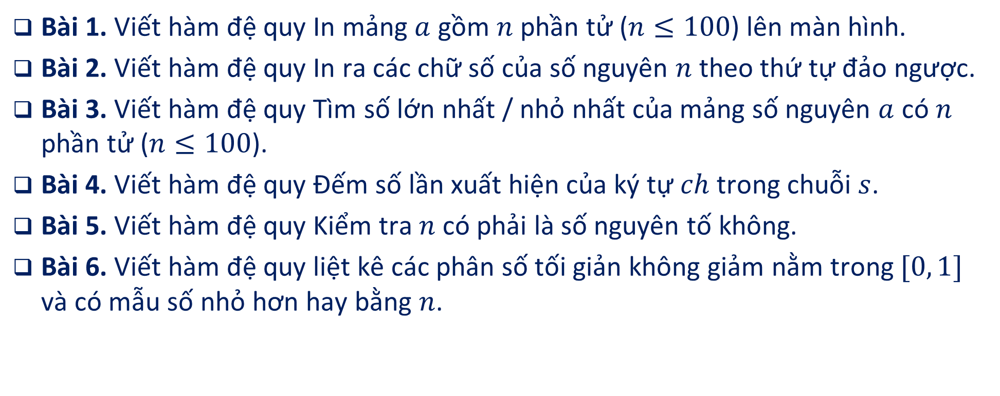 ❑ Bài 1. Viết hàm đệ quy In mảng a gồm n phần tử (n ≤ 100) lên màn hình.
❑ Bài 2. Viết hàm đệ quy In ra các chữ số của số nguyên n theo thứ tự đảo ngược.
❑ Bài 3. Viết hàm đệ quy Tìm số lớn nhất / nhỏ nhất của mảng số nguyên a có n
phần tử (n ≤ 100).
❑ Bài 4. Viết hàm đệ quy Đếm số lần xuất hiện của ký tự ch trong chuỗi s.
❑ Bài 5. Viết hàm đệ quy Kiểm tra n có phải là số nguyên tố không.
❑ Bài 6. Viết hàm đệ quy liệt kê các phân số tối giản không giảm nằm trong [0, 1]
và có mẫu số nhỏ hơn hay bằng n.